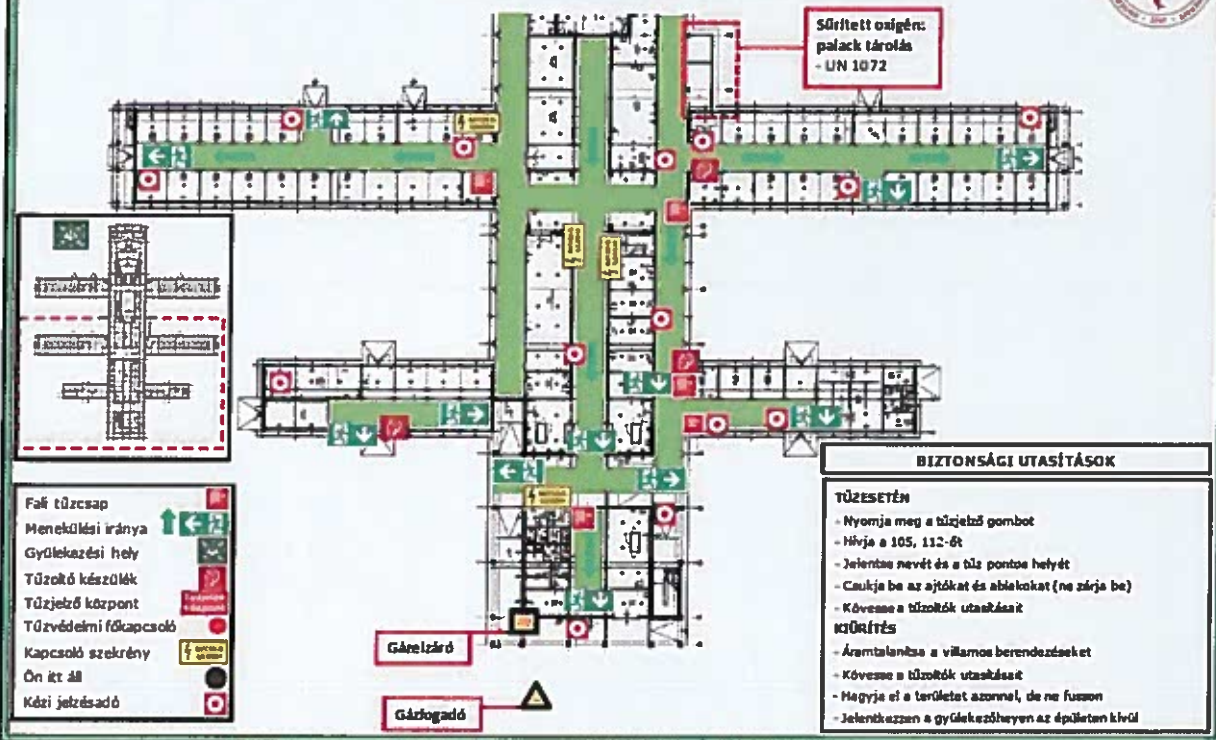 Sűrített oxigén:
palack tárolás
- UN 1072
Fali tűzcsap
Menekülési iránya
Gyülekezési hely
Tűzoltó készülék
Tűzjelző központ
Tűzvédelmi főkapcsoló
Kapcsoló szekrény
Ön itt áll
Kézi jelzésadó
Gázelzáró
Gázfogadó
BIZTONSÁGI UTASÍTÁSOK
TŰZESETÉN
- Nyomja meg a tűzjelző gombot
- Hívja a 105, 112-őt
- Jelentse nevét és a tűz pontos helyét
- Csukja be az ajtókat és ablakokat (ne zárja be)
- Kövesse a tűzoltók utasításait
KIÜRÍTÉS
- Áramtalanítsa a villamos berendezéseket
- Kövesse a tűzoltók utasításait
- Hagyja el a területet azonnal, de ne fusson
- Jelentkezzen a gyülekezőheyen az épületen kívül